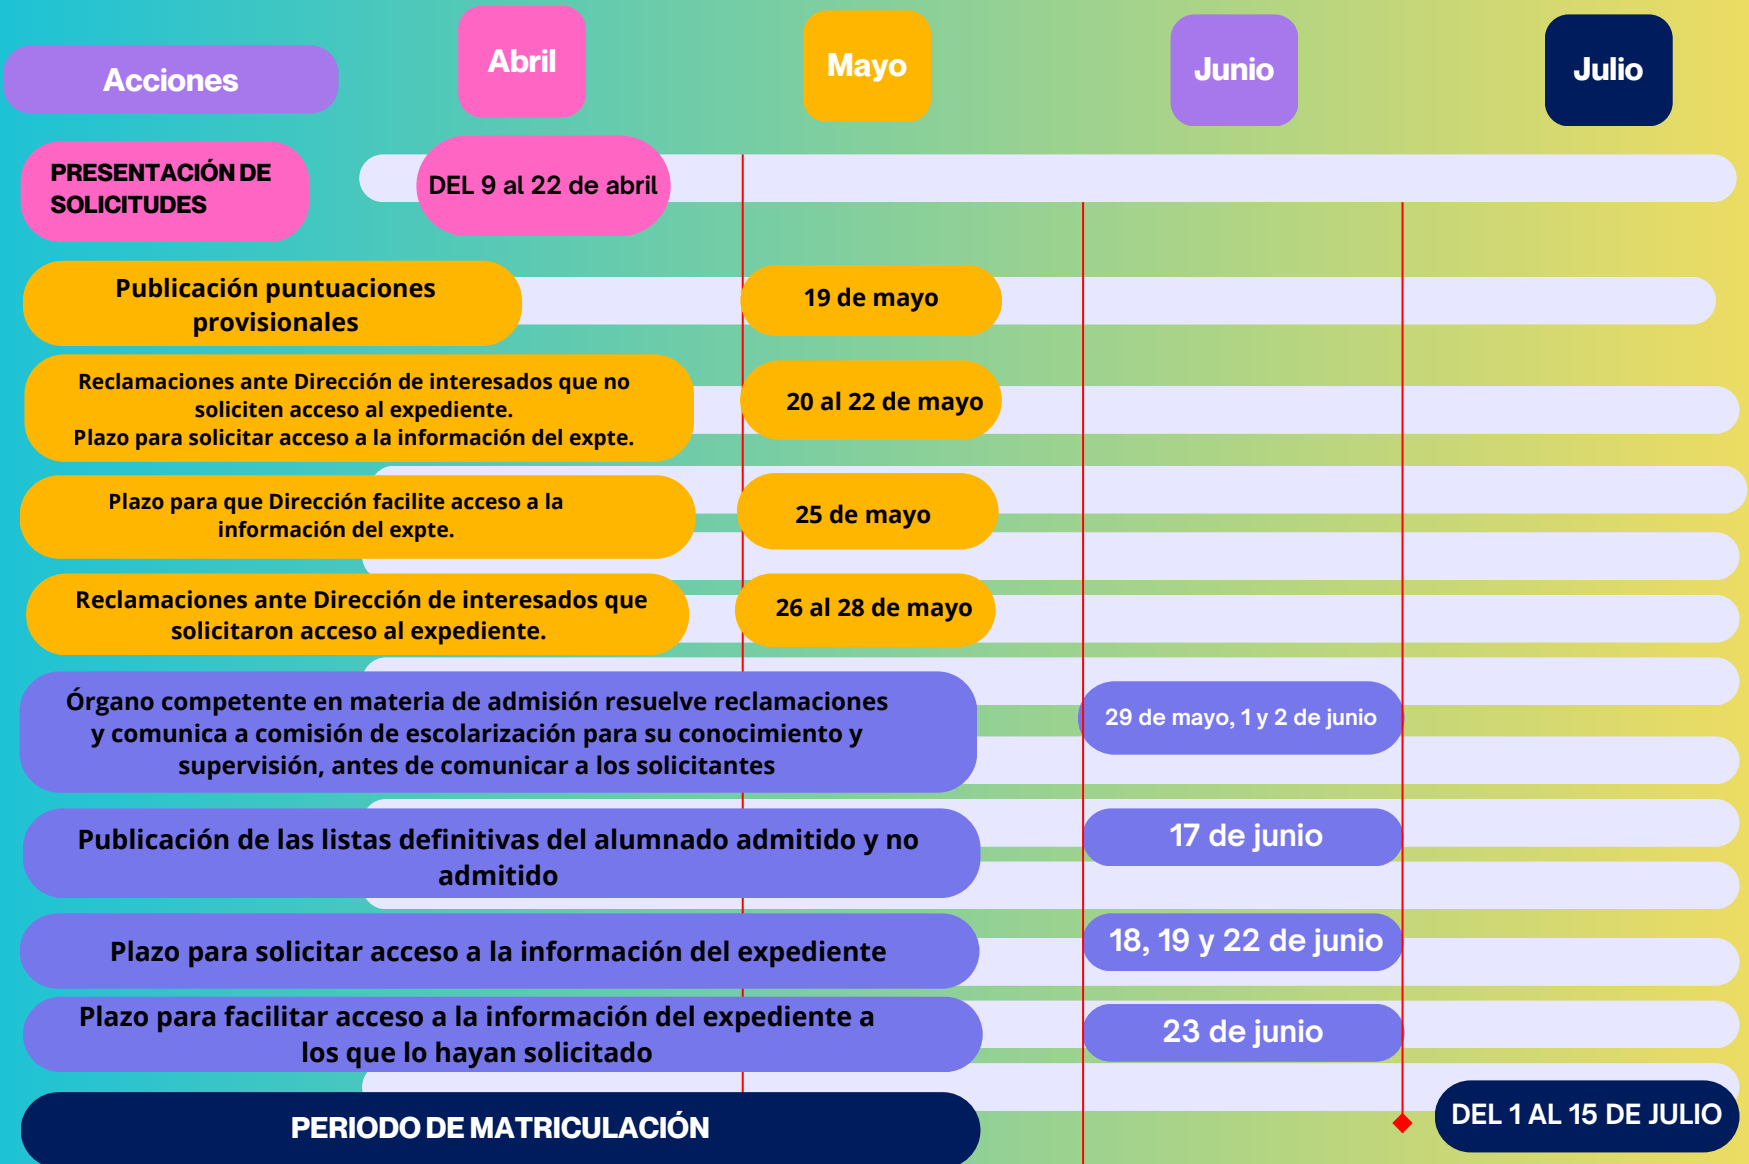 Acciones
Abril
Mayo
Junio
Julio
PRESENTACIÓN DE
SOLICITUDES
DEL 9 al 22 de abril
Publicación puntuaciones
provisionales
19 de mayo
Reclamaciones ante Dirección de interesados que no
soliciten acceso al expediente.
Plazo para solicitar acceso a la información del expte.
20 al 22 de mayo
Plazo para que Dirección facilite acceso a la
información del expte.
25 de mayo
Reclamaciones ante Dirección de interesados que
solicitaron acceso al expediente.
26 al 28 de mayo
Órgano competente en materia de admisión resuelve reclamaciones
y comunica a comisión de escolarización para su conocimiento y
supervisión, antes de comunicar a los solicitantes
29 de mayo, 1 y 2 de junio
Publicación de las listas definitivas del alumnado admitido y no
admitido
17 de junio
Plazo para solicitar acceso a la información del expediente
18, 19 y 22 de junio
Plazo para facilitar acceso a la información del expediente a
los que lo hayan solicitado
23 de junio
PERIODO DE MATRICULACIÓN
DEL 1 AL 15 DE JULIO